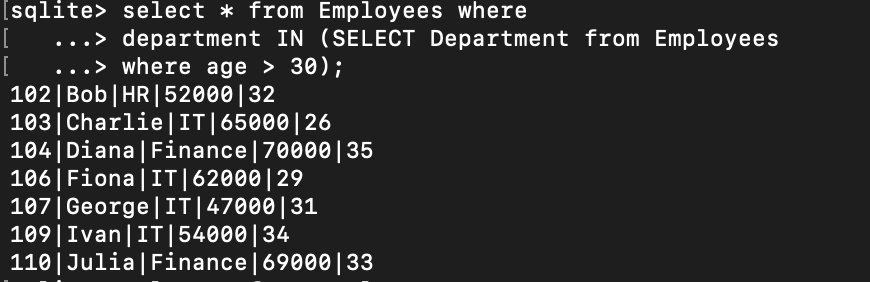 [sqlite> select * from Employees where
[   ...> department IN (SELECT Department from Employees
[   ...> where age > 30);
102|Bob|HR|52000|32
103|Charlie|IT|65000|26
104|Diana|Finance|70000|35
106|Fiona|IT|62000|29
107|George|IT|47000|31
109|Ivan|IT|54000|34
110|Julia|Finance|69000|33